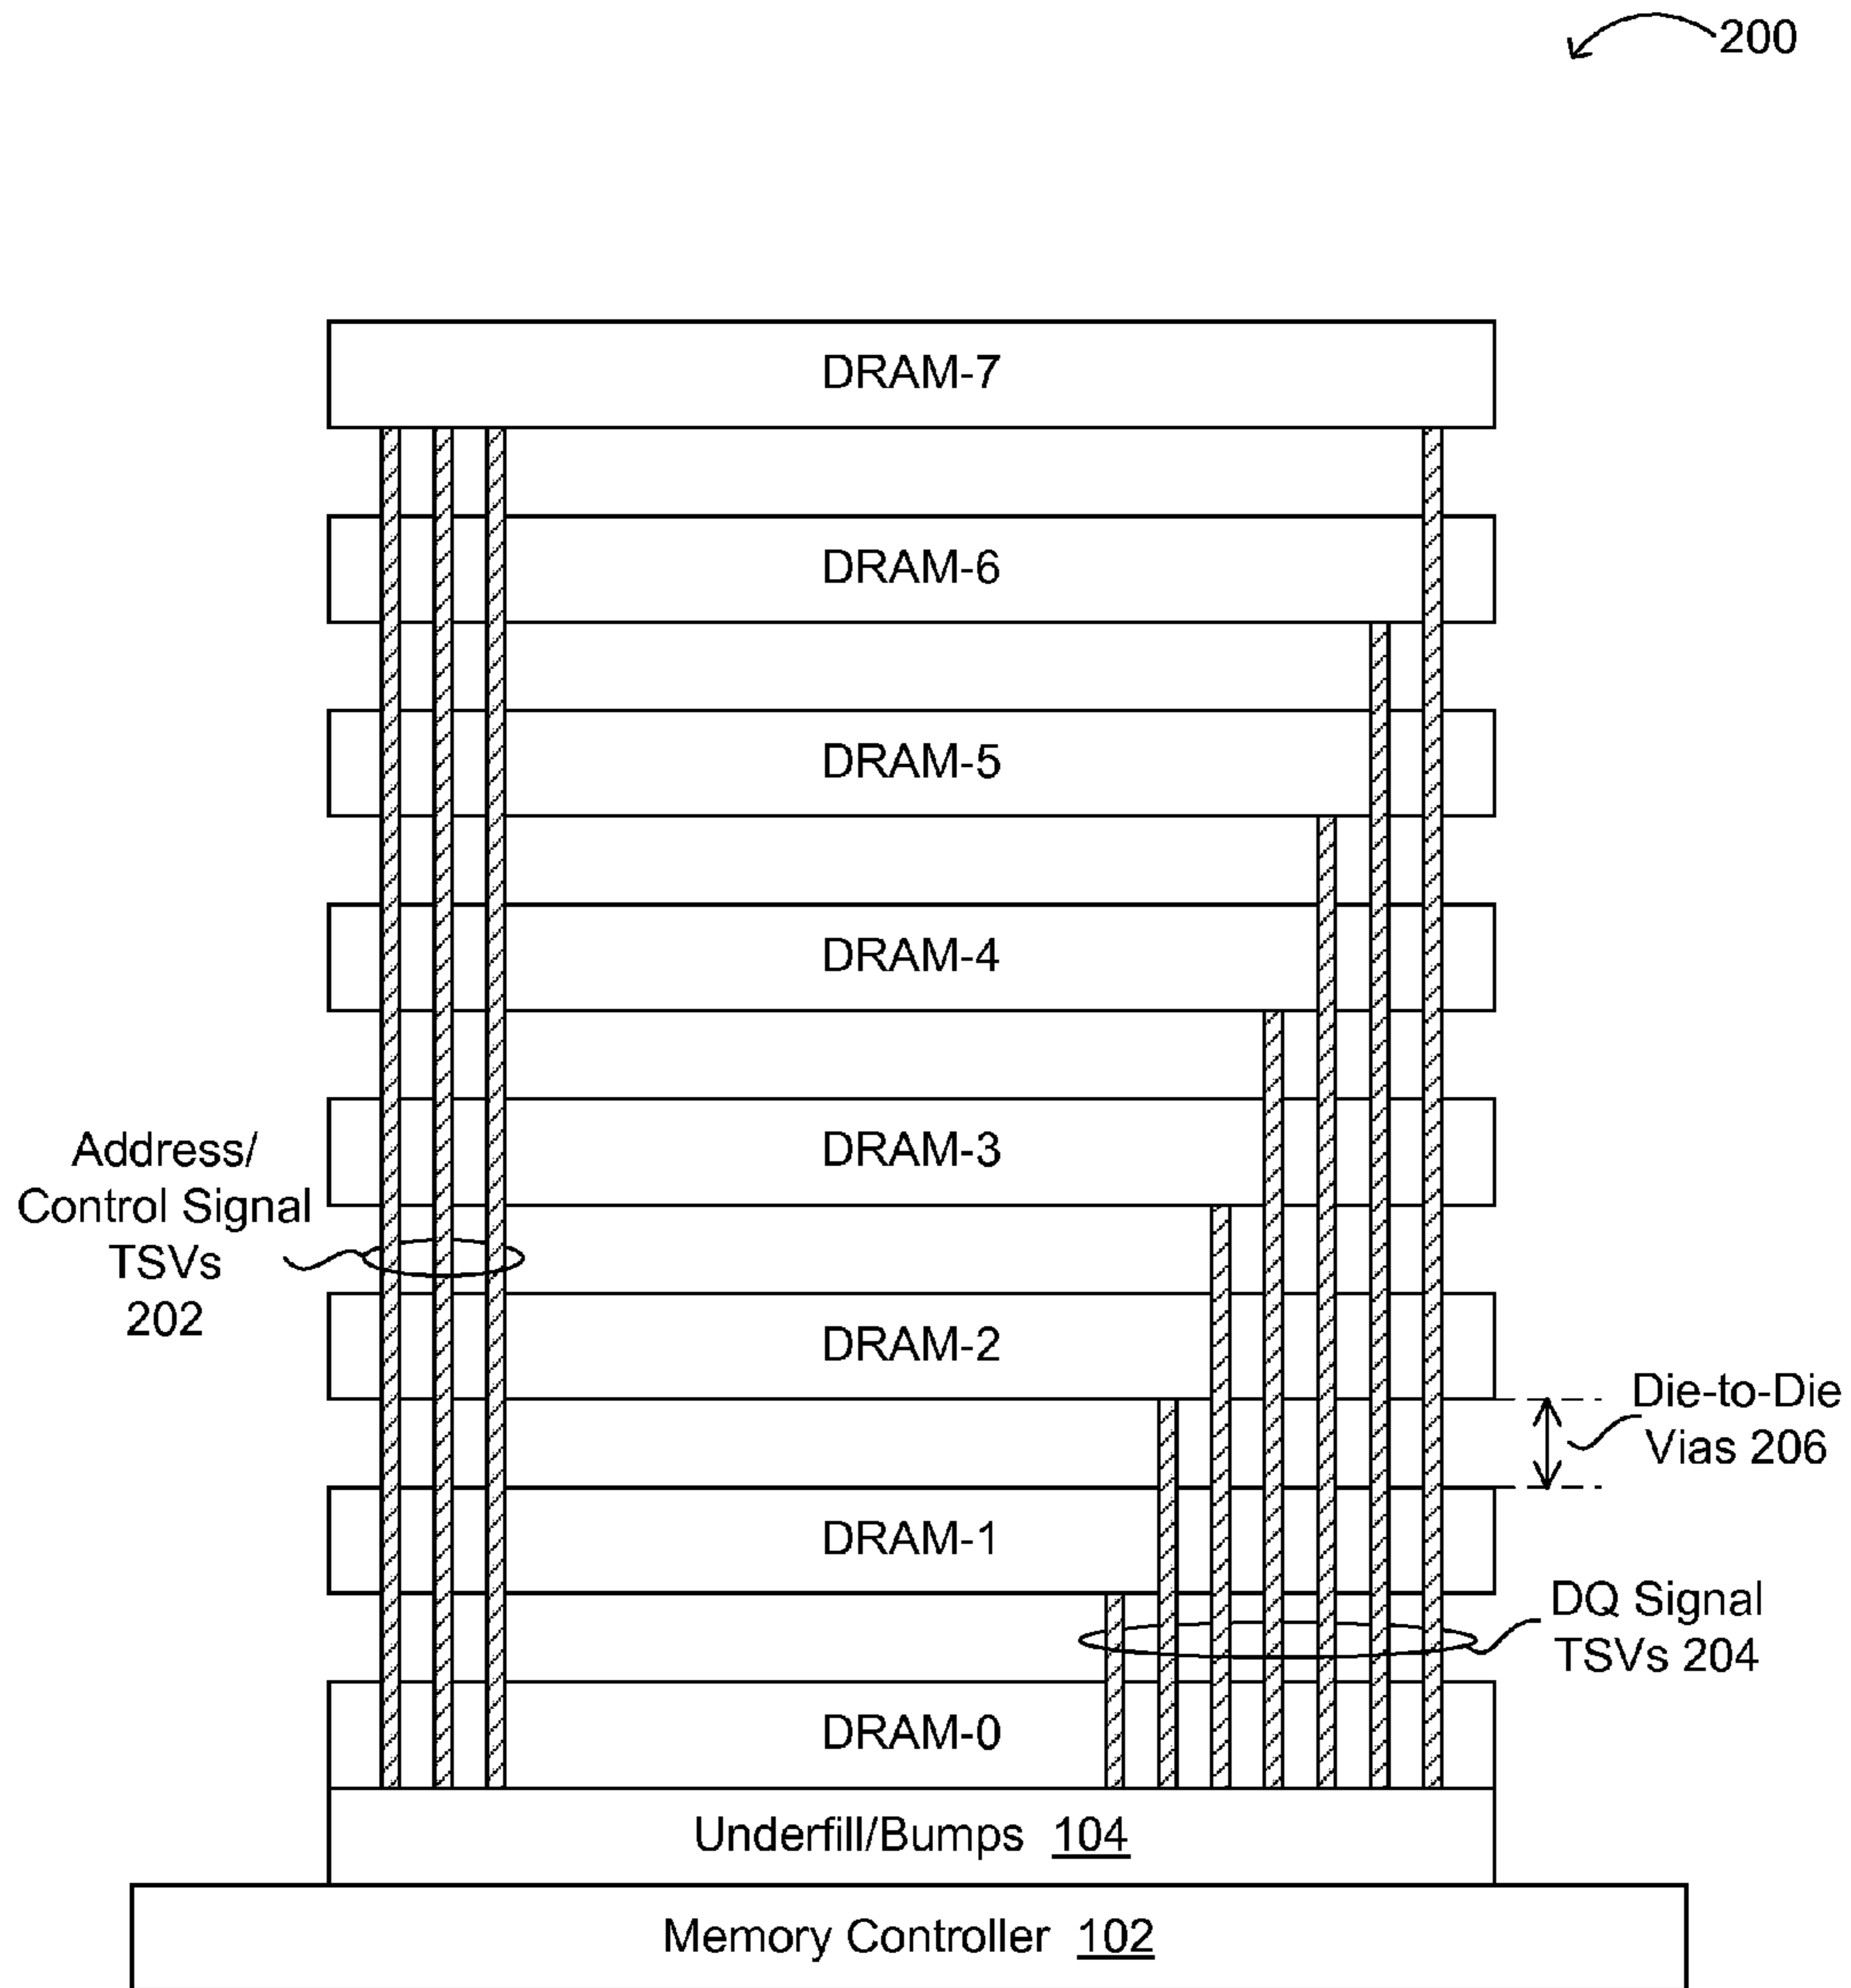 200
DRAM-7
DRAM-6
DRAM-5
DRAM-4
DRAM-3
Address/
Control Signal
TSVs
202
DRAM-2
Die-to-Die
Vias 206
DRAM-1
DQ Signal
TSVs 204
DRAM-0
Underfill/Bumps 104
Memory Controller 102